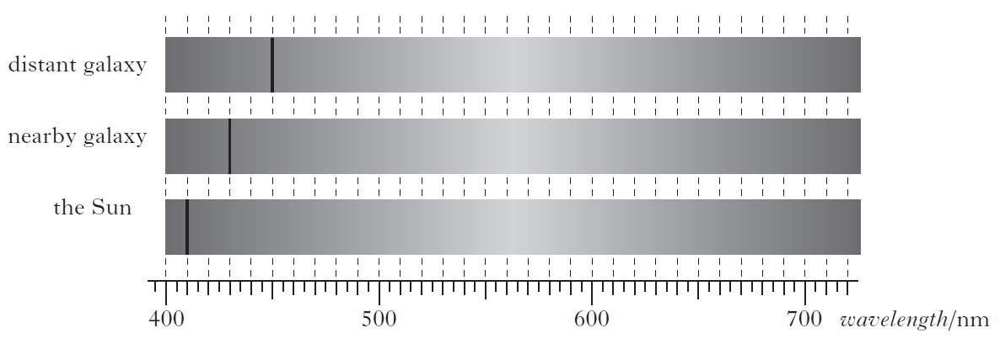 distant galaxy
nearby galaxy
the Sun
400 500 600 700 wavelength/nm